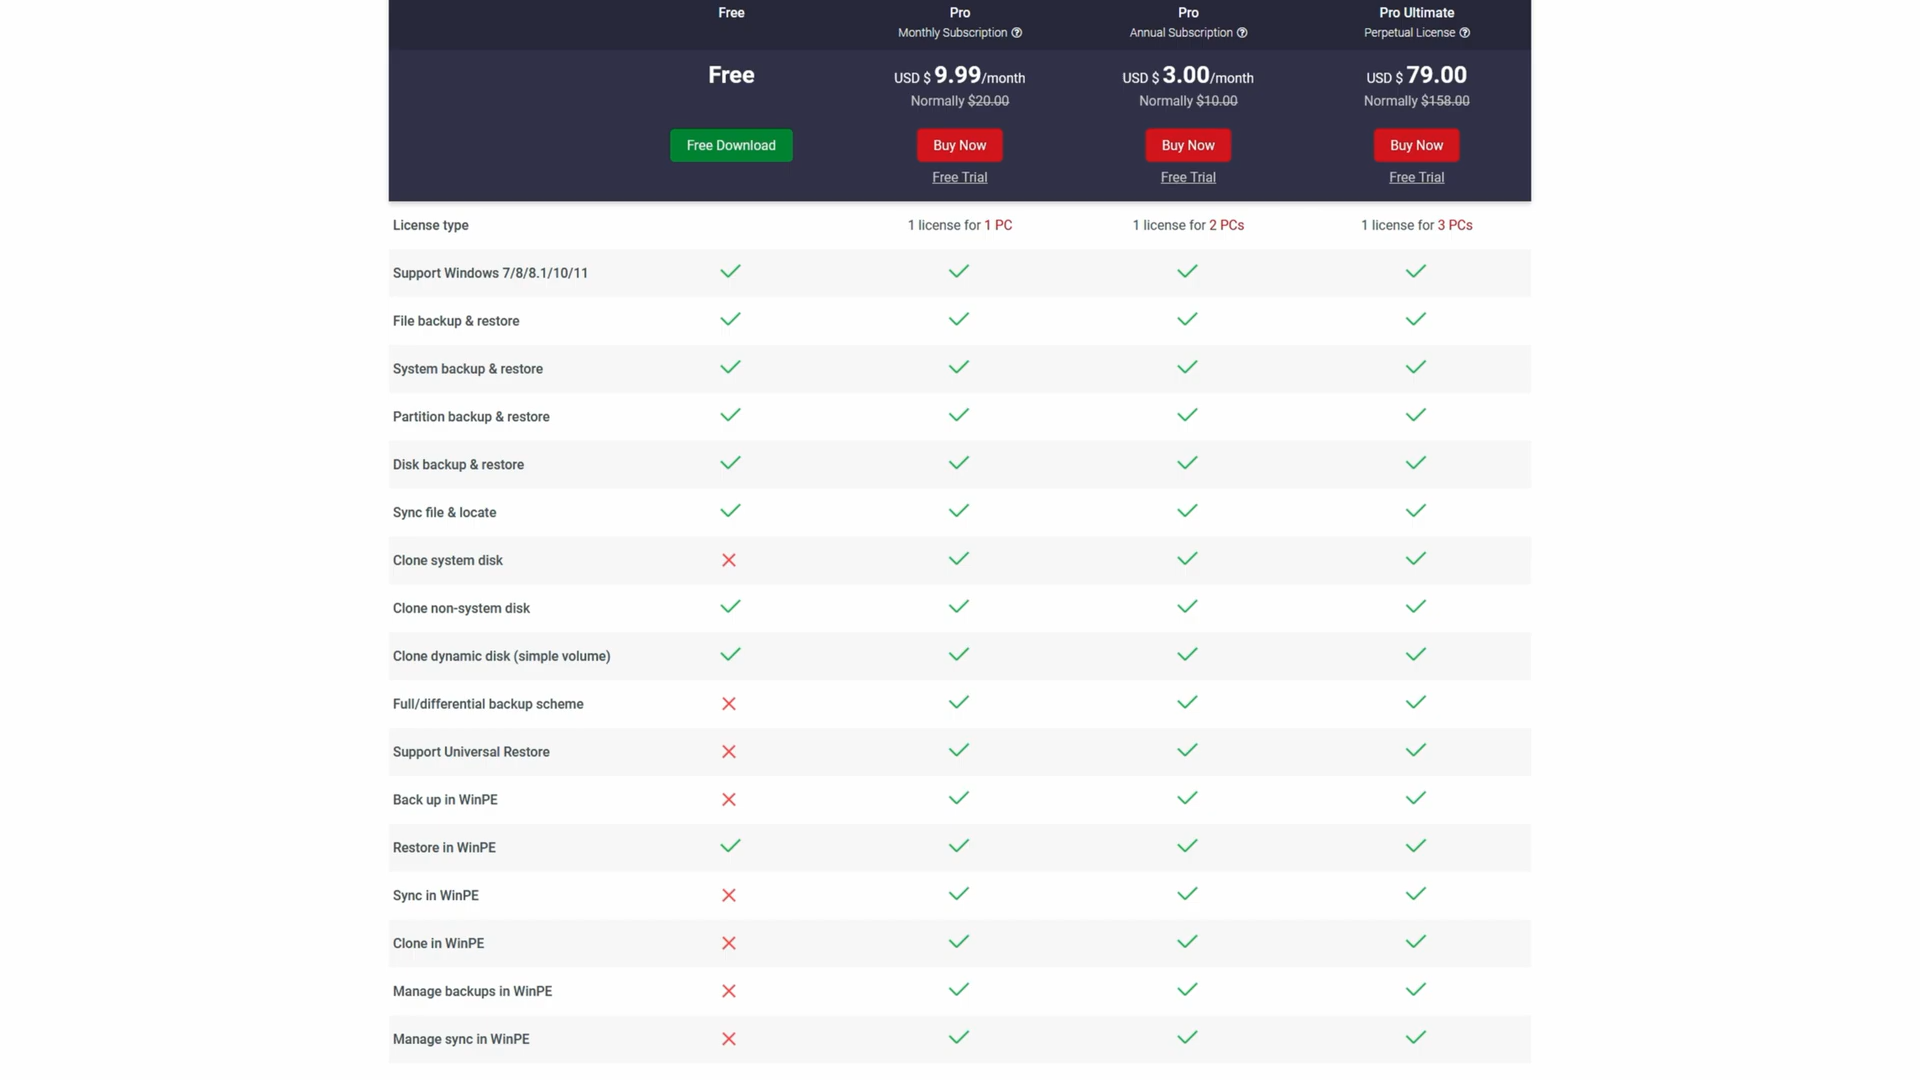 Free Pro Pro Pro Ultimate
Monthly Subscription Annual Subscription Perpetual License
Free USD $ 9.99/month USD $ 3.00/month USD $ 79.00
Normally $20.00 Normally $10.00 Normally $158.00
Free Download Buy Now Buy Now Buy Now
Free Trial Free Trial Free Trial
License type 1 license for 1 PC 1 license for 2 PCs 1 license for 3 PCs
Support Windows 7/8/8.1/10/11
File backup & restore
System backup & restore
Partition backup & restore
Disk backup & restore
Sync file & locate
Clone system disk
Clone non-system disk
Clone dynamic disk (simple volume)
Full/differential backup scheme
Support Universal Restore
Back up in WinPE
Restore in WinPE
Sync in WinPE
Clone in WinPE
Manage backups in WinPE
Manage sync in WinPE